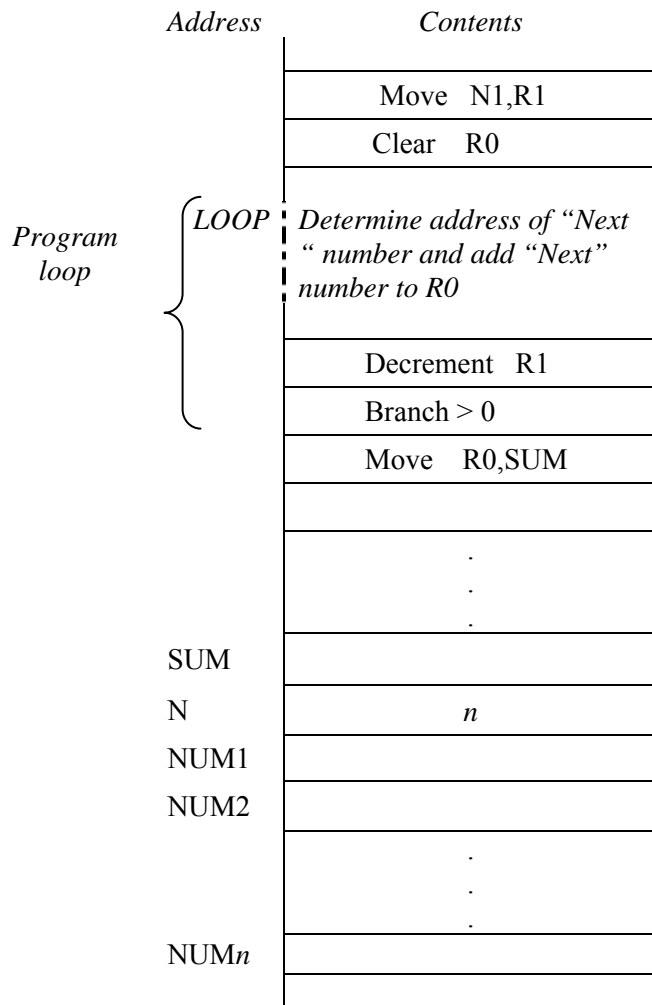 Address Contents
Move N1,R1
Clear R0
Program
loop
LOOP
Determine address of “Next
“ number and add “Next”
number to R0
Decrement R1
Branch > 0
Move R0,SUM
.
.
.
SUM
N n
NUM1
NUM2
.
.
.
NUMn